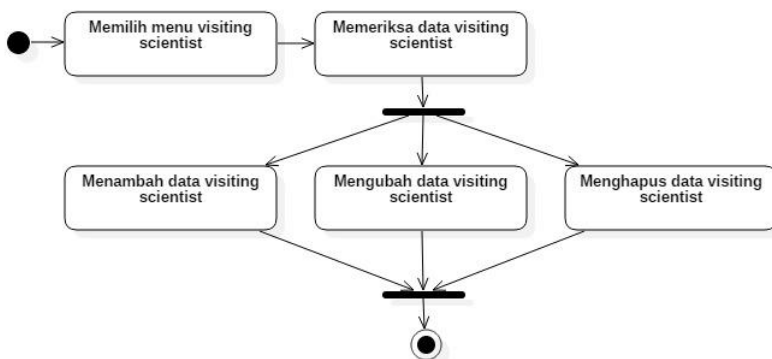 Memilih menu visiting
scientist
Memeriksa data visiting
scientist
Menambah data visiting
scientist
Mengubah data visiting
scientist
Menghapus data visiting
scientist